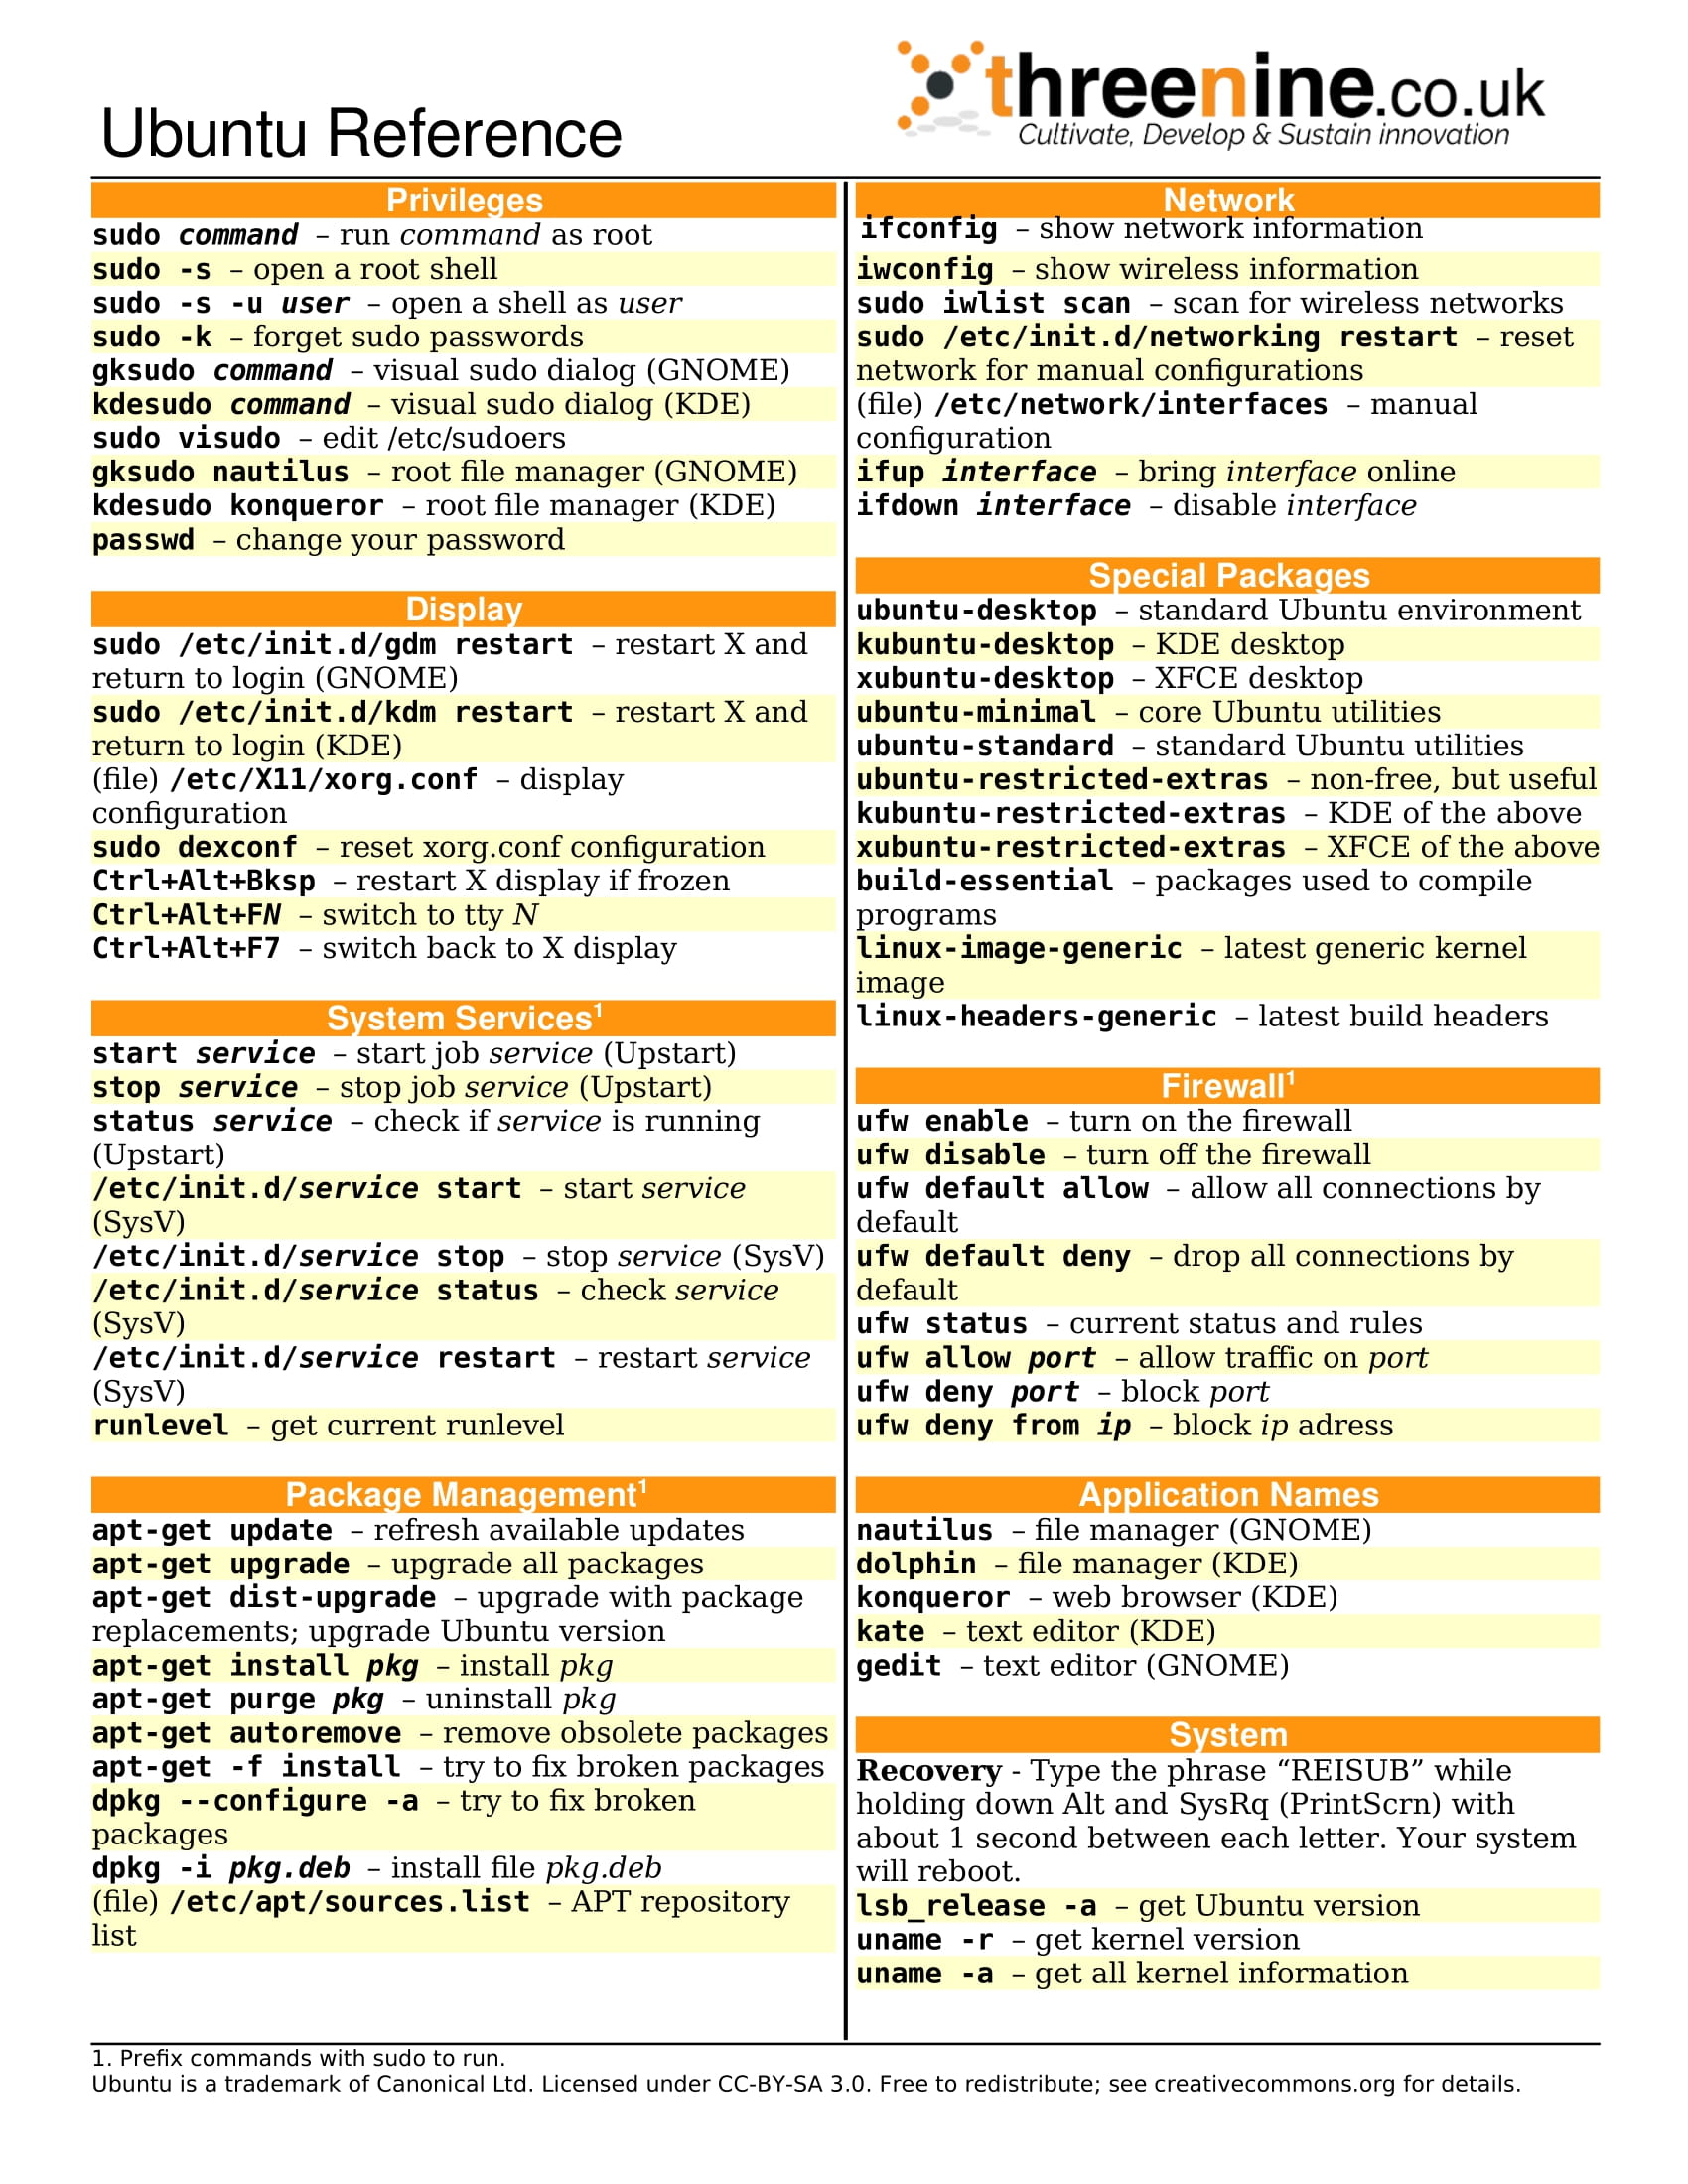 Ubuntu Reference
threenine.co.uk
Cultivate, Develop & Sustain innovation
Privileges
sudo command – run command as root
sudo -s – open a root shell
sudo -s -u user – open a shell as user
sudo -k – forget sudo passwords
gksudo command – visual sudo dialog (GNOME)
kdesudo command – visual sudo dialog (KDE)
sudo visudo – edit /etc/sudoers
gksudo nautilus – root file manager (GNOME)
kdesudo konqueror – root file manager (KDE)
passwd – change your password
Display
sudo /etc/init.d/gdm restart – restart X and
return to login (GNOME)
sudo /etc/init.d/kdm restart – restart X and
return to login (KDE)
(file) /etc/X11/xorg.conf – display
configuration
sudo dexconf – reset xorg.conf configuration
Ctrl+Alt+Bksp – restart X display if frozen
Ctrl+Alt+FN – switch to tty N
Ctrl+Alt+F7 – switch back to X display
System Services¹
start service – start job service (Upstart)
stop service – stop job service (Upstart)
status service – check if service is running
(Upstart)
/etc/init.d/service start – start service
(SysV)
/etc/init.d/service stop – stop service (SysV)
/etc/init.d/service status – check service
(SysV)
/etc/init.d/service restart – restart service
(SysV)
runlevel – get current runlevel
Package Management¹
apt-get update – refresh available updates
apt-get upgrade – upgrade all packages
apt-get dist-upgrade – upgrade with package
replacements; upgrade Ubuntu version
apt-get install pkg – install pkg
apt-get purge pkg – uninstall pkg
apt-get autoremove – remove obsolete packages
apt-get -f install – try to fix broken packages
dpkg --configure -a – try to fix broken
packages
dpkg -i pkg.deb – install file pkg.deb
(file) /etc/apt/sources.list – APT repository
list
Network
ifconfig – show network information
iwconfig – show wireless information
sudo iwlist scan – scan for wireless networks
sudo /etc/init.d/networking restart – reset
network for manual configurations
(file) /etc/network/interfaces – manual
configuration
ifup interface – bring interface online
ifdown interface – disable interface
Special Packages
ubuntu-desktop – standard Ubuntu environment
kubuntu-desktop – KDE desktop
xubuntu-desktop – XFCE desktop
ubuntu-minimal – core Ubuntu utilities
ubuntu-standard – standard Ubuntu utilities
ubuntu-restricted-extras – non-free, but useful
kubuntu-restricted-extras – KDE of the above
xubuntu-restricted-extras – XFCE of the above
build-essential – packages used to compile
programs
linux-image-generic – latest generic kernel
image
linux-headers-generic – latest build headers
Firewall¹
ufw enable – turn on the firewall
ufw disable – turn off the firewall
ufw default allow – allow all connections by
default
ufw default deny – drop all connections by
default
ufw status – current status and rules
ufw allow port – allow traffic on port
ufw deny port – block port
ufw deny from ip – block ip adress
Application Names
nautilus – file manager (GNOME)
dolphin – file manager (KDE)
konqueror – web browser (KDE)
kate – text editor (KDE)
gedit – text editor (GNOME)
System
Recovery - Type the phrase “REISUB” while
holding down Alt and SysRq (PrintScrn) with
about 1 second between each letter. Your system
will reboot.
lsb_release -a – get Ubuntu version
uname -r – get kernel version
uname -a – get all kernel information
1. Prefix commands with sudo to run.
Ubuntu is a trademark of Canonical Ltd. Licensed under CC-BY-SA 3.0. Free to redistribute; see creativecommons.org for details.